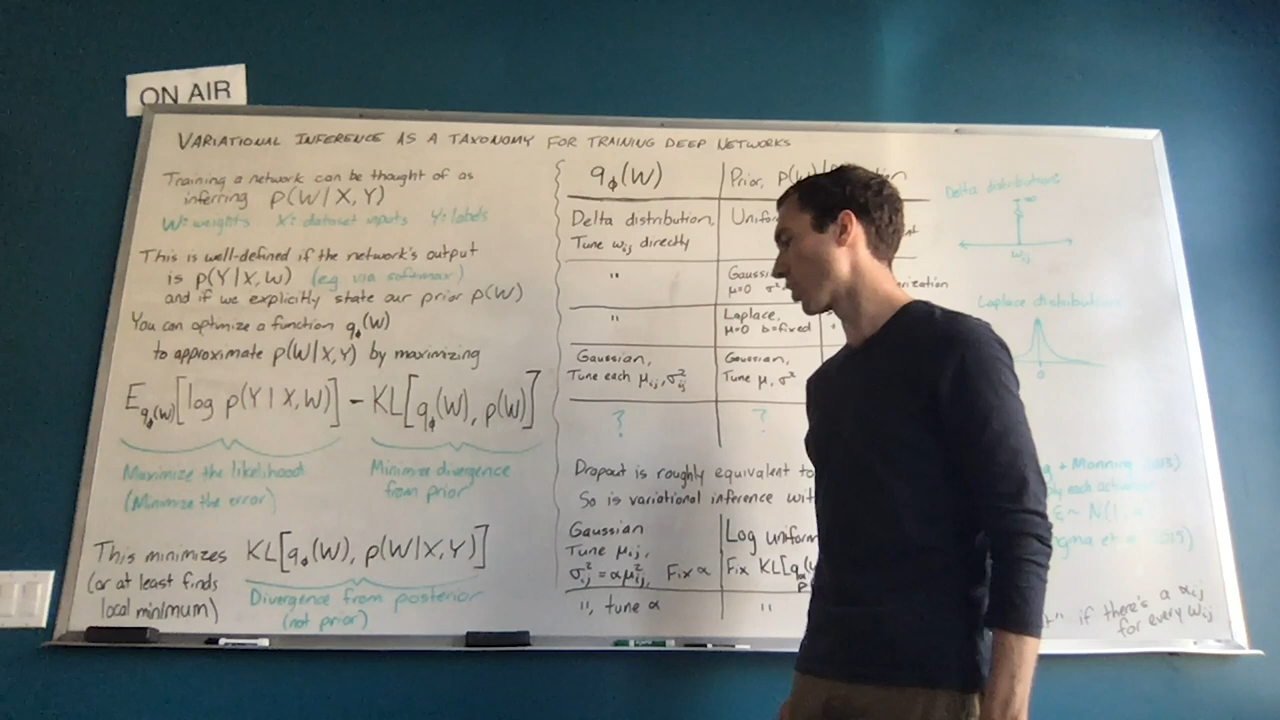 ON AIR
VARIATIONAL INFERENCE AS A TAXONOMY FOR TRAINING DEEP NETWORKS
Training a network can be thought of as
inferring p(W|X,Y)
W: weights X: dataset inputs Y: labels
This is well-defined if the network's output
is p(Y|X,W) (e.g. via softmax)
and if we explicitly state our prior p(W)
You can optimize a function qϕ(W)
to approximate p(W|X,Y) by maximizing
E_qϕ(W)[log p(Y|X,W)] - KL[qϕ(W), p(W)]
Maximize the likelihood
(Minimize the error)
Minimize divergence
from prior
This minimizes KL[qϕ(W), p(W|X,Y)]
(or at least finds
local minimum)
Divergence from posterior
(not prior)
qϕ(W) Prior, p(W)
Delta distribution,
Tune wij directly
"
Gaussi
μ=0 σ²
"
Laplace,
μ=0 b=fixed
+
Gaussian,
Tune each μij, σ²ij
Gaussian,
Tune μ, σ²
? ?
Dropout is roughly equivalent to
So is variational inference wit
Gaussian
Tune μij,
σ²ij = αμ²ij, Fix α
Log uniform
Fix KL[q
", tune α "
Delta distribution:
∞
wij
Laplace distribution:
0
+ Manning 2013)
ε ~ N(1,
2015)
" if there's a αij
for every wij